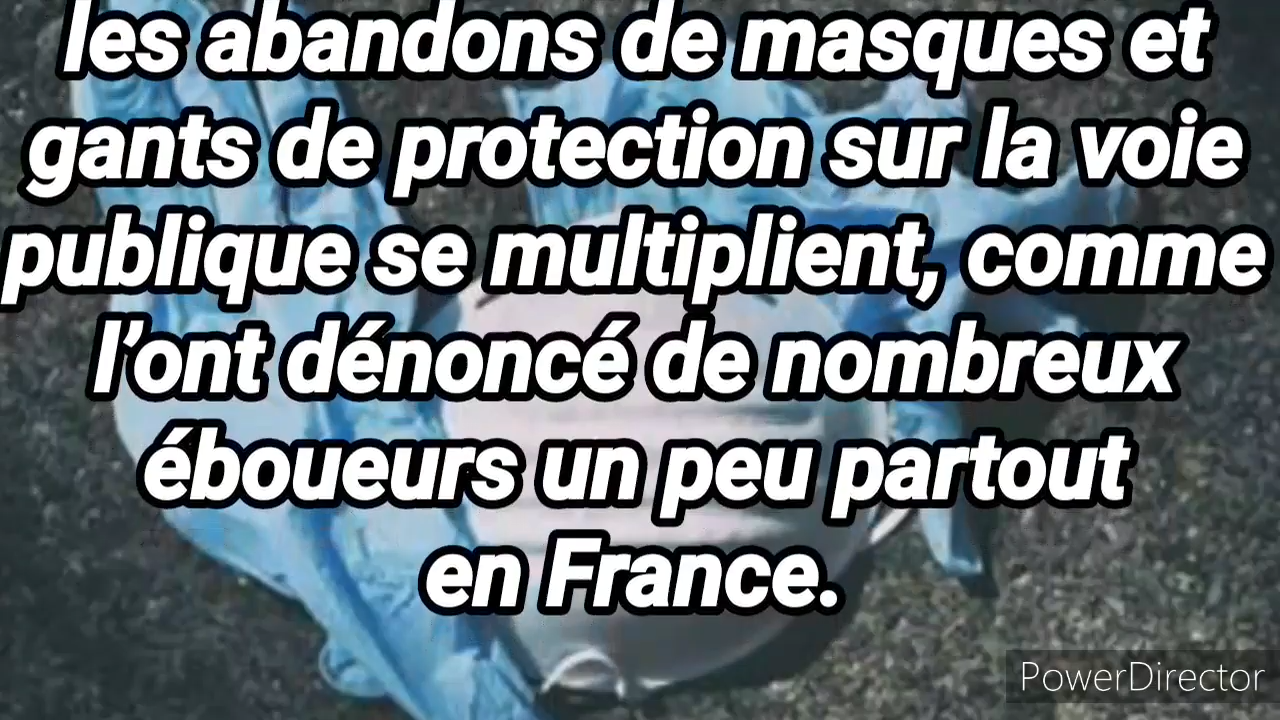 les abandons de masques et
gants de protection sur la voie
publique se multiplient, comme
l’ont dénoncé de nombreux
éboueurs un peu partout
en France.
PowerDirector